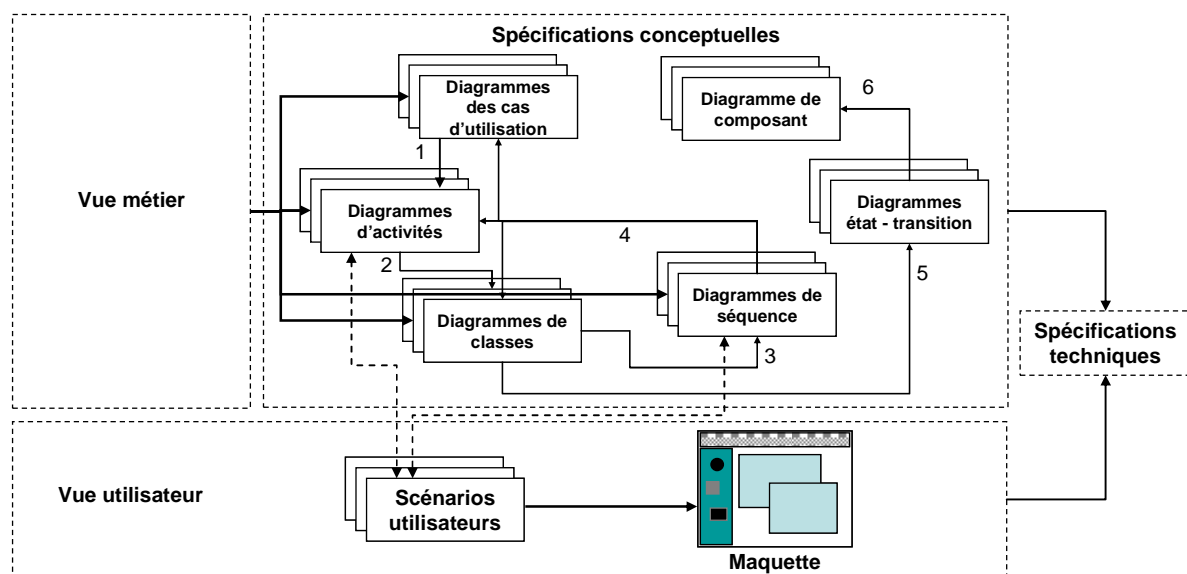 Spécifications conceptuelles
Vue métier
Diagrammes
des cas
d'utilisation
Diagramme de
composant
6
1
Diagrammes
d'activités
Diagrammes
état - transition
4
2
5
Diagrammes de
séquence
Diagrammes de
classes
3
Spécifications
techniques
Vue utilisateur
Scénarios
utilisateurs
Maquette